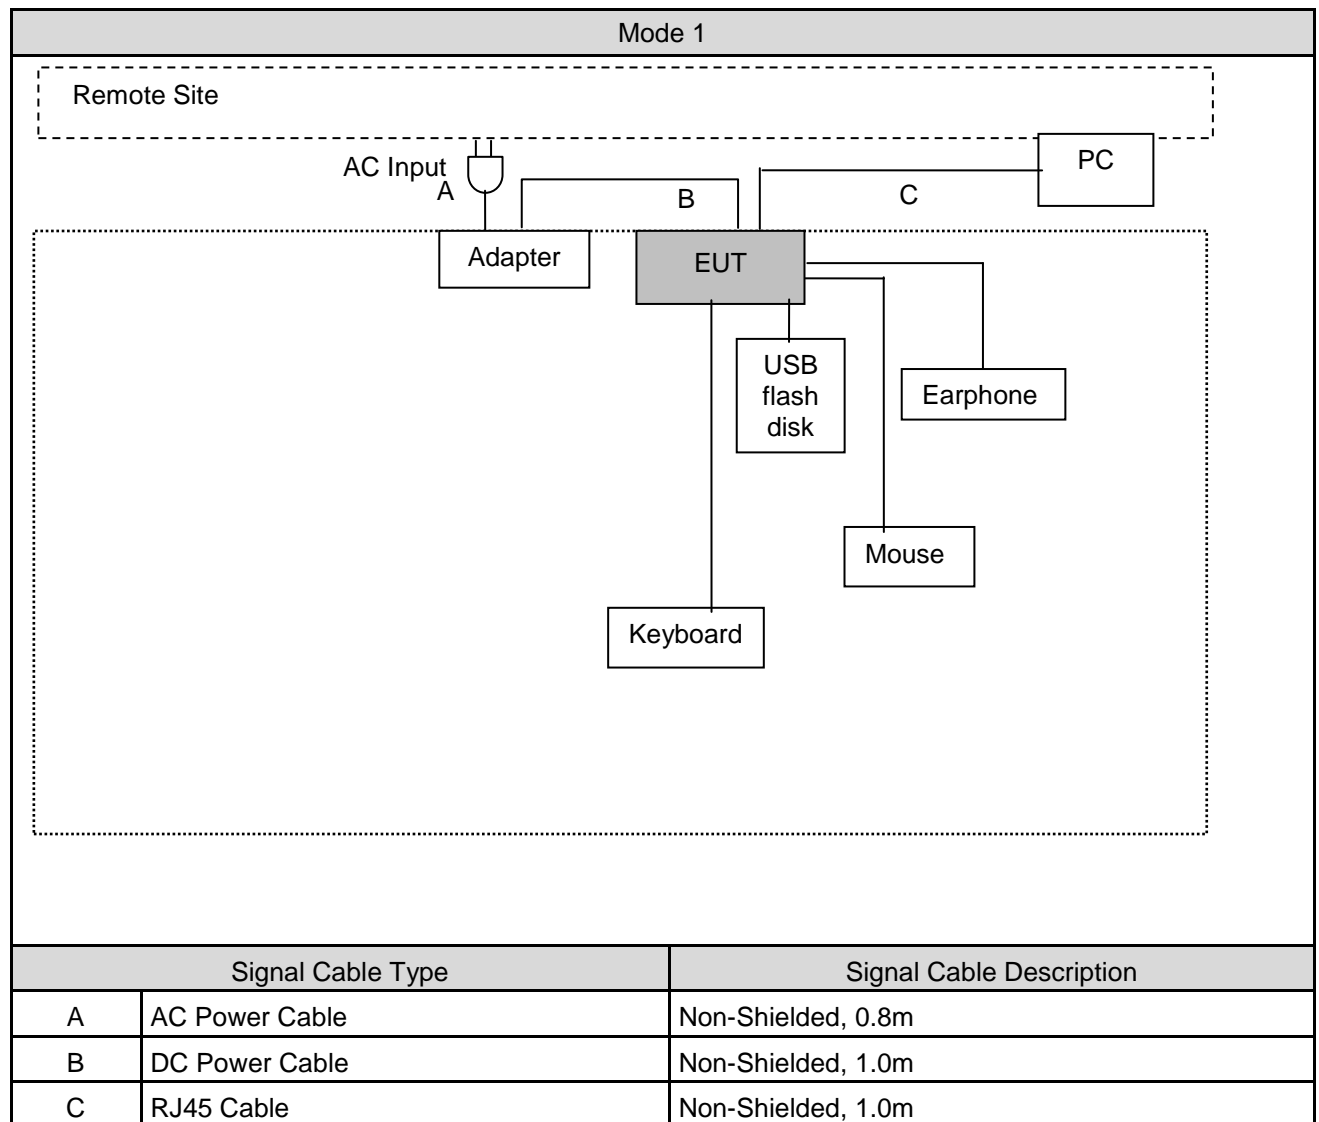 Mode 1
Remote Site
AC Input
A
PC
B
C
Adapter
EUT
USB
flash
disk
Earphone
Mouse
Keyboard
Signal Cable Type Signal Cable Description
A AC Power Cable Non-Shielded, 0.8m
B DC Power Cable Non-Shielded, 1.0m
C RJ45 Cable Non-Shielded, 1.0m